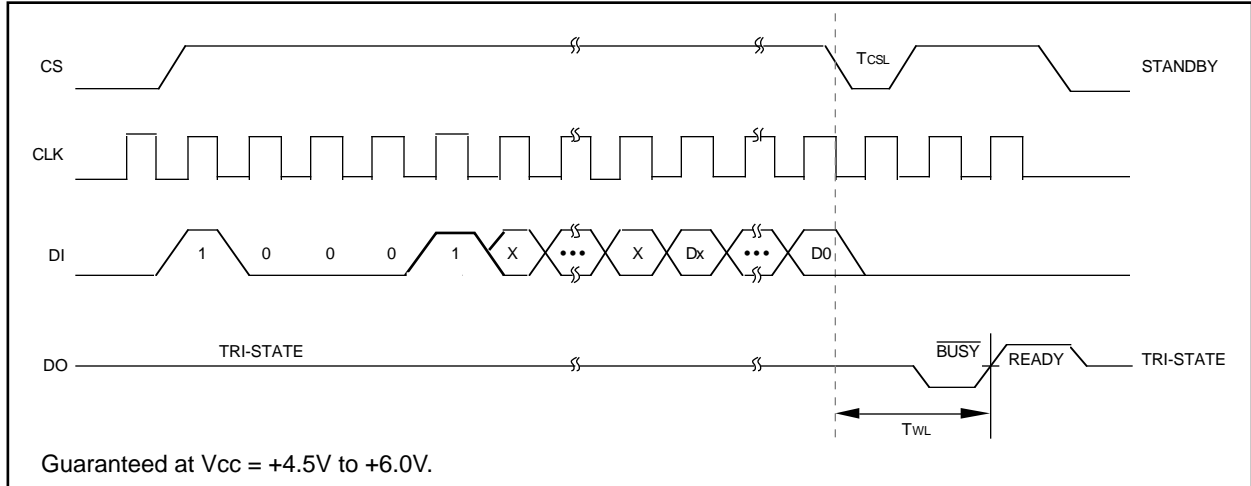 CS TCSL STANDBY
CLK
DI 1 0 0 0 1 X ••• X Dx ••• D0
TRI-STATE BUSY
DO READY TRI-STATE
TWL
Guaranteed at Vcc = +4.5V to +6.0V.